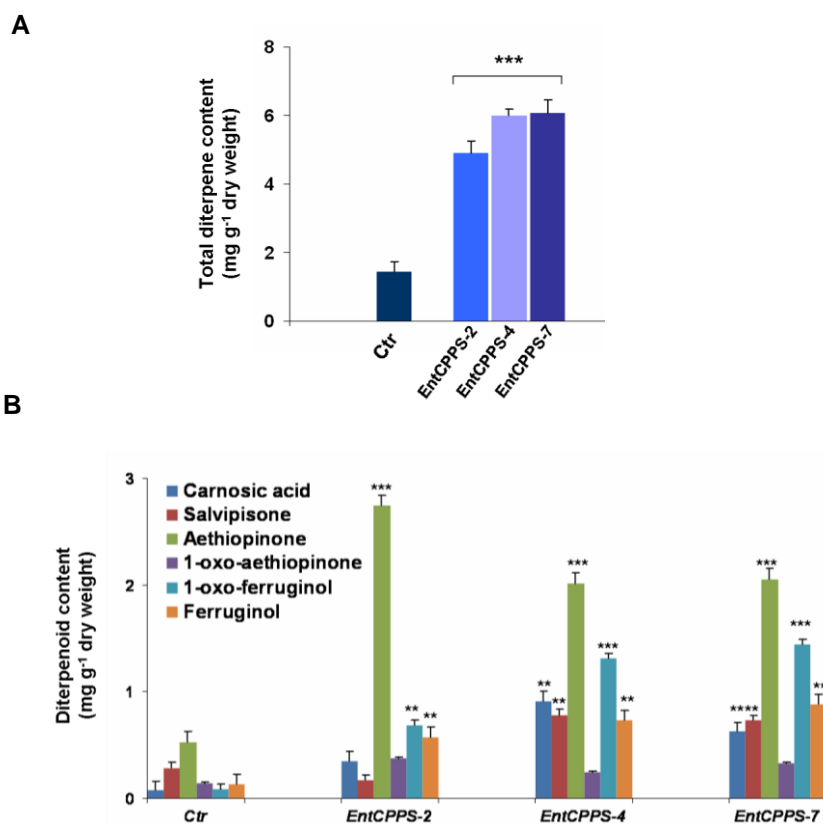 A
Total diterpene content
(mg g⁻¹ dry weight)
8
6
4
2
0
***
Ctr
EntCPPS-2
EntCPPS-4
EntCPPS-7
B
Diterpenoid content
(mg g⁻¹ dry weight)
3
2
1
0
Carnosic acid
Salvipisone
Aethiopinone
1-oxo-aethiopinone
1-oxo-ferruginol
Ferruginol
***
**
**
**
**
***
***
**
****
***
***
**
Ctr
EntCPPS-2
EntCPPS-4
EntCPPS-7